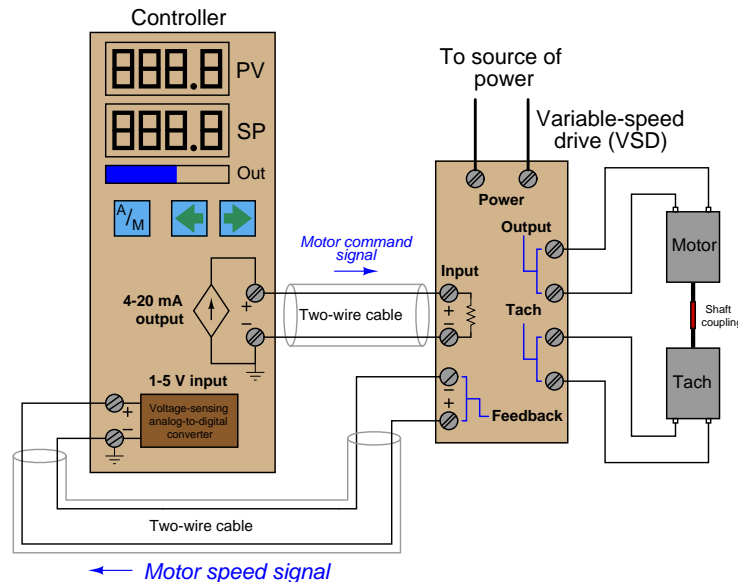 Controller
888.8 PV
888.8 SP
Out
A/M
4-20 mA
output
+
−
1-5 V input
+
−
Voltage-sensing
analog-to-digital
converter
Motor command
signal
Two-wire cable
To source of
power
Variable-speed
drive (VSD)
Power
Output
Input
+
−
Tach
−
+
Feedback
Motor
Shaft
coupling
Tach
Two-wire cable
Motor speed signal